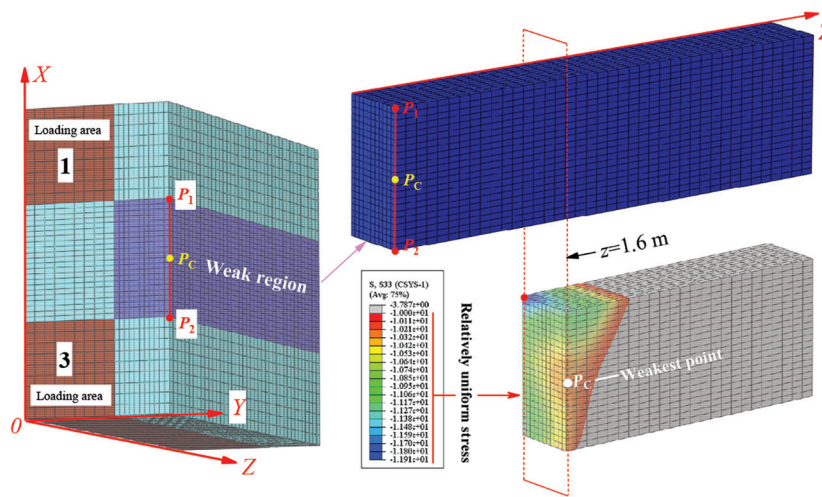 X
Loading area
1
P1
PC
Weak region
P2
3
Loading area
0
Y
Z
Z
P1
PC
P2
z=1.6 m
S, S33 (CSYS-1)
(Avg: 75%)
-3.787e+00
-1.000e+01
-1.011e+01
-1.021e+01
-1.032e+01
-1.042e+01
-1.053e+01
-1.064e+01
-1.074e+01
-1.085e+01
-1.095e+01
-1.106e+01
-1.117e+01
-1.127e+01
-1.138e+01
-1.148e+01
-1.159e+01
-1.170e+01
-1.180e+01
-1.191e+01
Relatively uniform stress
PC
Weakest point